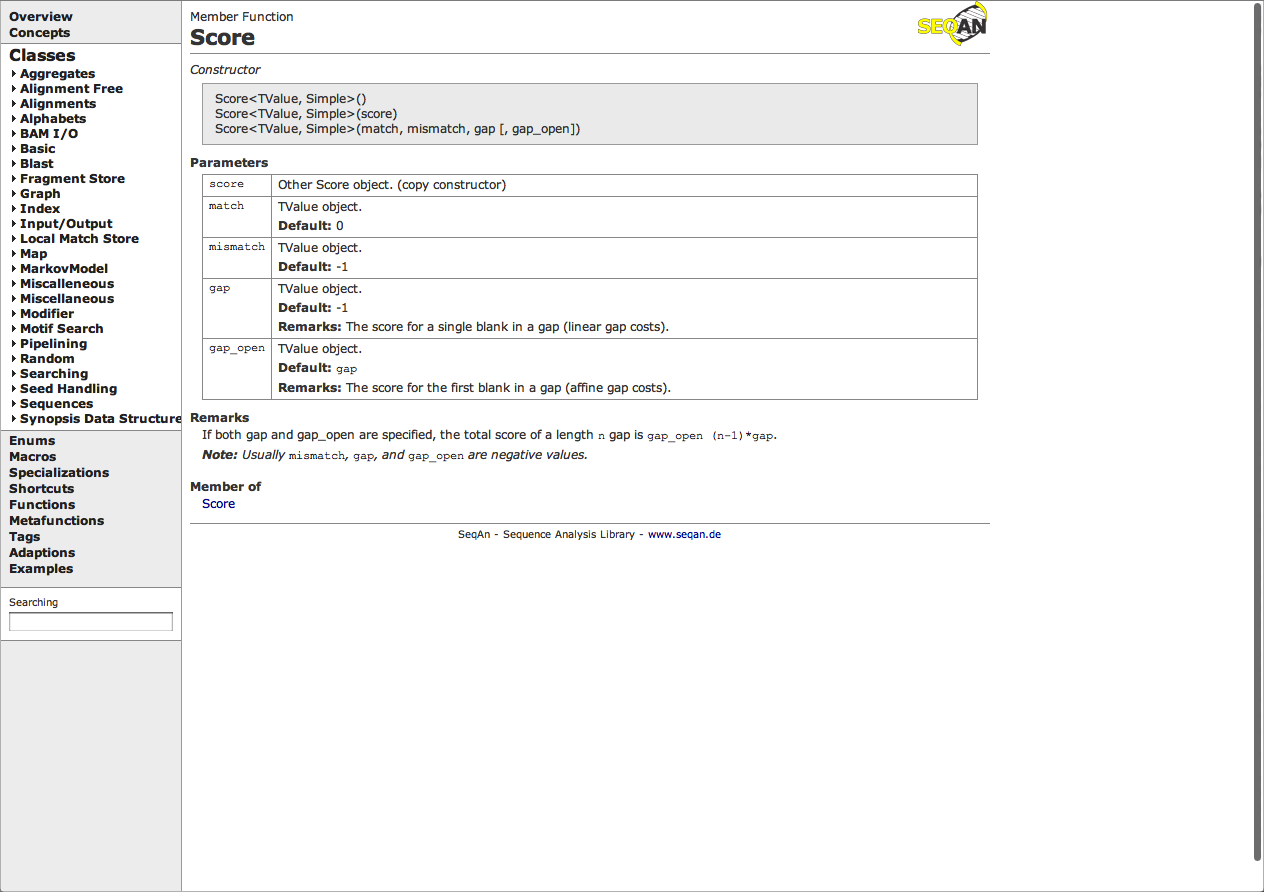 Overview
Concepts
Classes
Aggregates
Alignment Free
Alignments
Alphabets
BAM I/O
Basic
Blast
Fragment Store
Graph
Index
Input/Output
Local Match Store
Map
MarkovModel
Miscalleneous
Miscellaneous
Modifier
Motif Search
Pipelining
Random
Searching
Seed Handling
Sequences
Synopsis Data Structure
Enums
Macros
Specializations
Shortcuts
Functions
Metafunctions
Tags
Adaptions
Examples
Searching
Member Function
SEQAN
Score
Constructor
Score<TValue, Simple>()
Score<TValue, Simple>(score)
Score<TValue, Simple>(match, mismatch, gap [, gap_open])
Parameters
score Other Score object. (copy constructor)
match TValue object.
Default: 0
mismatch TValue object.
Default: -1
gap TValue object.
Default: -1
Remarks: The score for a single blank in a gap (linear gap costs).
gap_open TValue object.
Default: gap
Remarks: The score for the first blank in a gap (affine gap costs).
Remarks
If both gap and gap_open are specified, the total score of a length n gap is gap_open (n-1)*gap.
Note: Usually mismatch, gap, and gap_open are negative values.
Member of
Score
SeqAn - Sequence Analysis Library - www.seqan.de